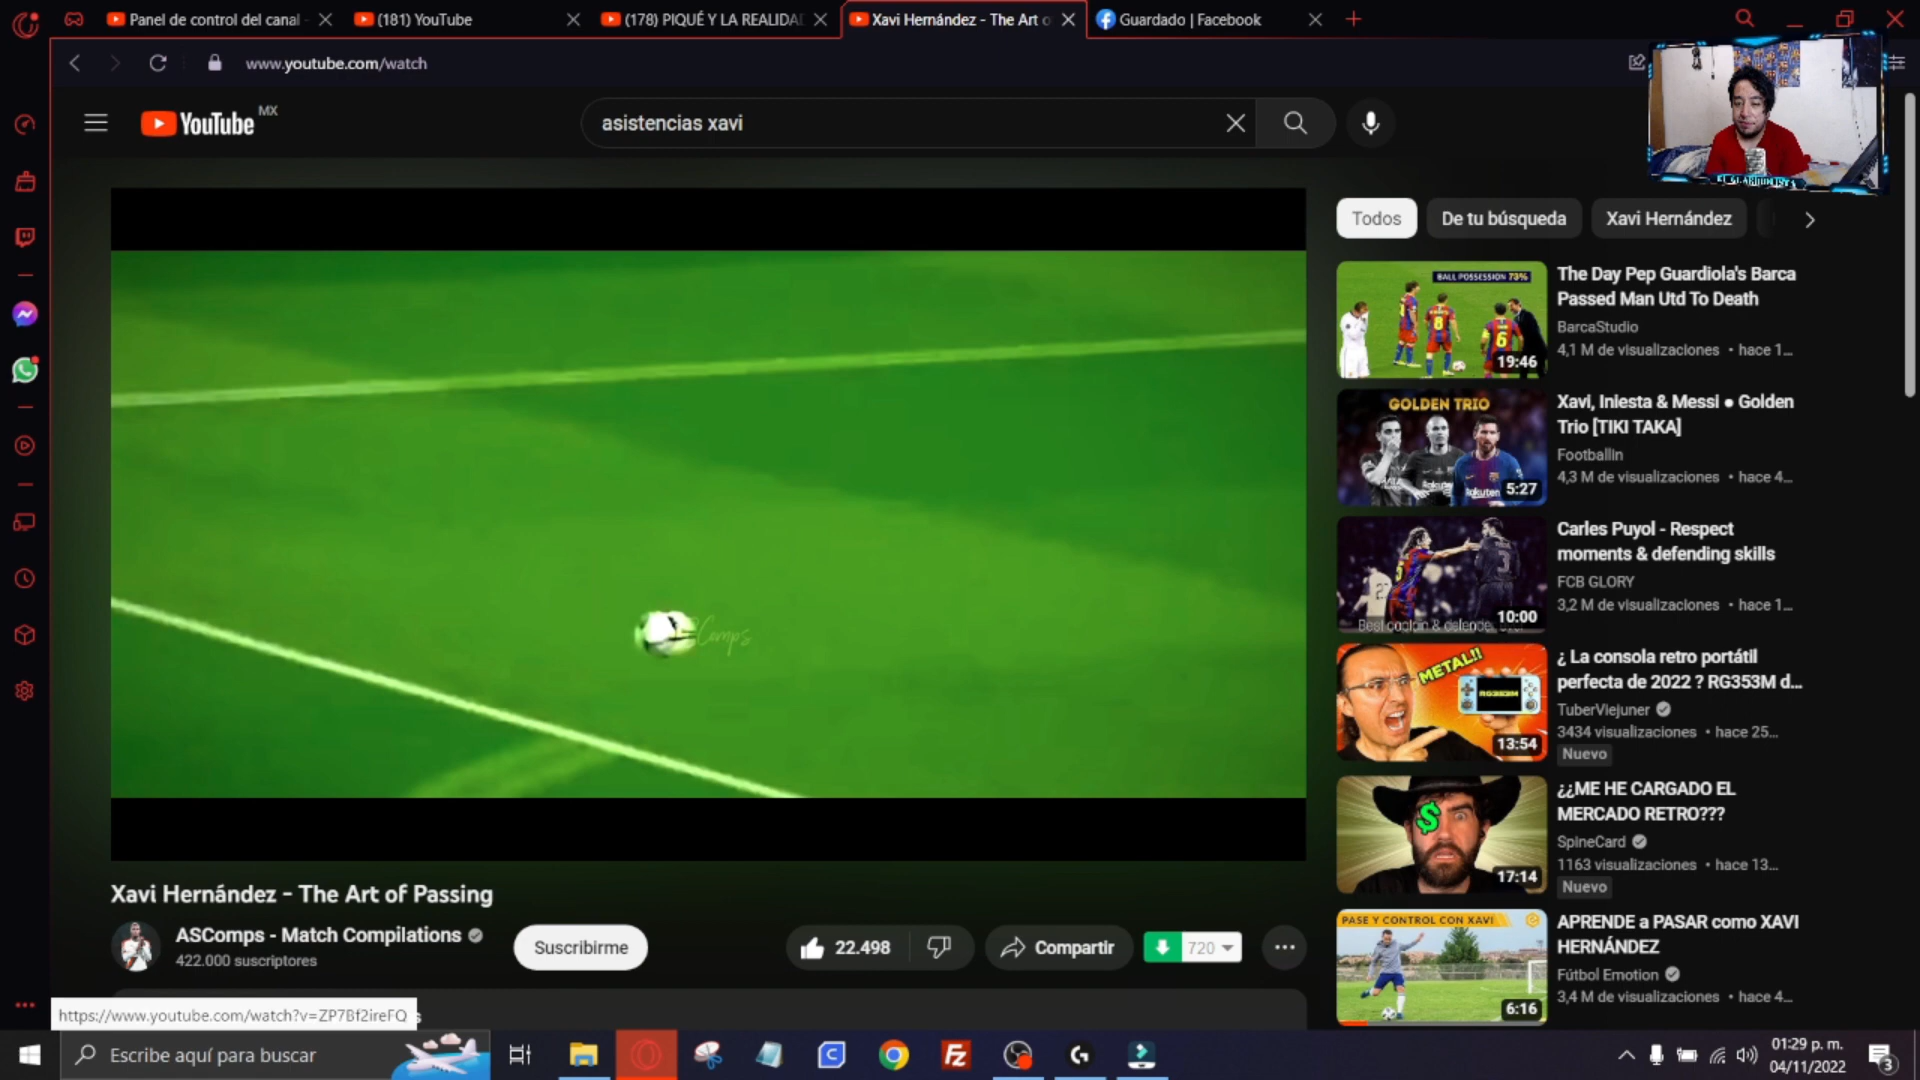 Panel de control del canal
(181) YouTube
(178) PIQUÉ Y LA REALIDA
Xavi Hernández - The Art o
Guardado | Facebook
www.youtube.com/watch
YouTube MX
asistencias xavi
Todos
De tu búsqueda
Xavi Hernández
BALL POSSESSION 73%
19:46
The Day Pep Guardiola's Barca
Passed Man Utd To Death
BarcaStudio
4,1 M de visualizaciones • hace 1...
GOLDEN TRIO
5:27
Xavi, Iniesta & Messi ● Golden
Trio [TIKI TAKA]
Footballin
4,3 M de visualizaciones • hace 4...
10:00
Carles Puyol - Respect
moments & defending skills
FCB GLORY
3,2 M de visualizaciones • hace 1...
METAL!!
RG353M
13:54
¿ La consola retro portátil
perfecta de 2022 ? RG353M d...
TuberViejuner
3434 visualizaciones • hace 25...
Nuevo
17:14
¿¿ME HE CARGADO EL
MERCADO RETRO???
SpineCard
1163 visualizaciones • hace 13...
Nuevo
PASE Y CONTROL CON XAVI
6:16
APRENDE a PASAR como XAVI
HERNÁNDEZ
Fútbol Emotion
3,4 M de visualizaciones • hace 4...
Comps
Xavi Hernández - The Art of Passing
ASComps - Match Compilations
422.000 suscriptores
Suscribirme
22.498
Compartir
720
https://www.youtube.com/watch?v=ZP7Bf2ireFQ
Escribe aquí para buscar
01:29 p. m.
04/11/2022
3